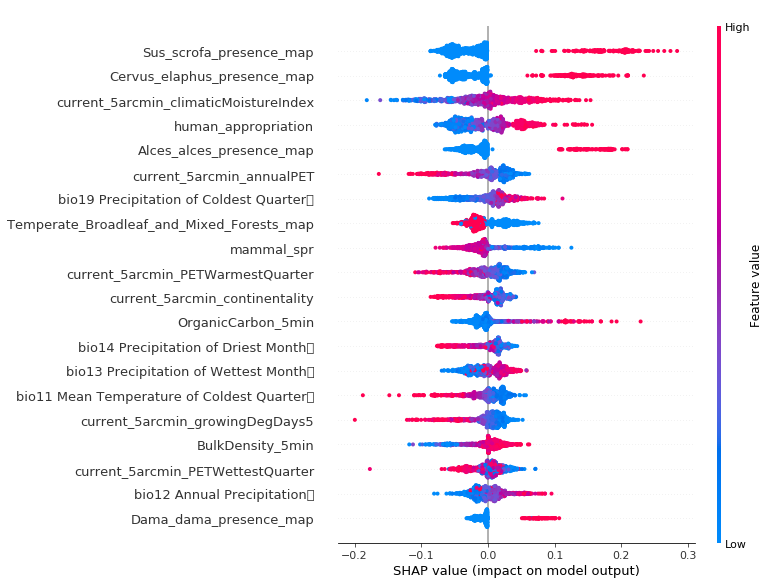 High
Sus_scrofa_presence_map
Cervus_elaphus_presence_map
current_5arcmin_climaticMoistureIndex
human_appropriation
Alces_alces_presence_map
current_5arcmin_annualPET
bio19 Precipitation of Coldest Quarter
Temperate_Broadleaf_and_Mixed_Forests_map
mammal_spr
current_5arcmin_PETWarmestQuarter
current_5arcmin_continentality
OrganicCarbon_5min
bio14 Precipitation of Driest Month
bio13 Precipitation of Wettest Month
bio11 Mean Temperature of Coldest Quarter
current_5arcmin_growingDegDays5
BulkDensity_5min
current_5arcmin_PETWettestQuarter
bio12 Annual Precipitation
Dama_dama_presence_map
Feature value
Low
−0.2 −0.1 0.0 0.1 0.2 0.3
SHAP value (impact on model output)